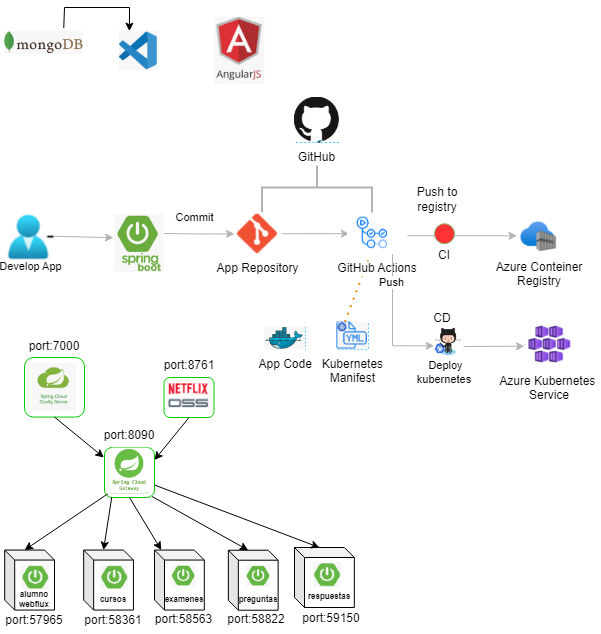 mongoDB
AngularJS
GitHub
Push to
registry
Commit
Develop App
spring
boot
App Repository
GitHub Actions
Push
CI
Azure Conteiner
Registry
CD
App Code
YML
Kubernetes
Manifest
Deploy
kubernetes
Azure Kubernetes
Service
port:7000
port:8761
Spring Cloud
Config Server
NETFLIX
OSS
port:8090
Spring Cloud
Gateway
alumno
webflux
cursos
examenes
preguntas
respuestas
port:57965
port:58361
port:58563
port:58822
port:59150